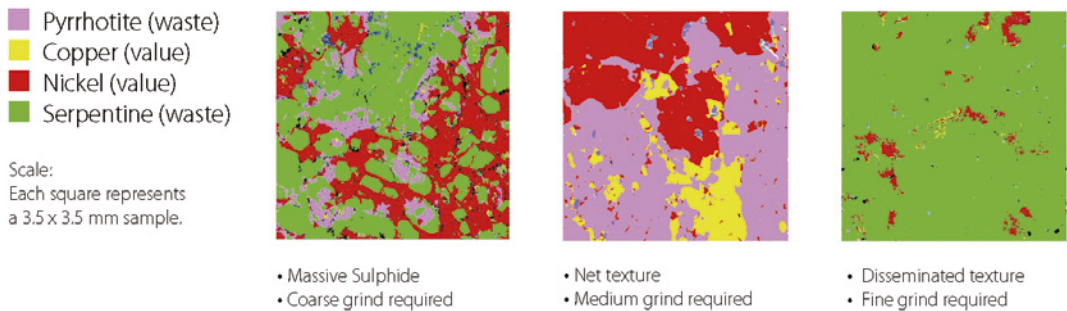 Pyrrhotite (waste)
Copper (value)
Nickel (value)
Serpentine (waste)
Scale:
Each square represents
a 3.5 x 3.5 mm sample.
• Massive Sulphide
• Coarse grind required
• Net texture
• Medium grind required
• Disseminated texture
• Fine grind required